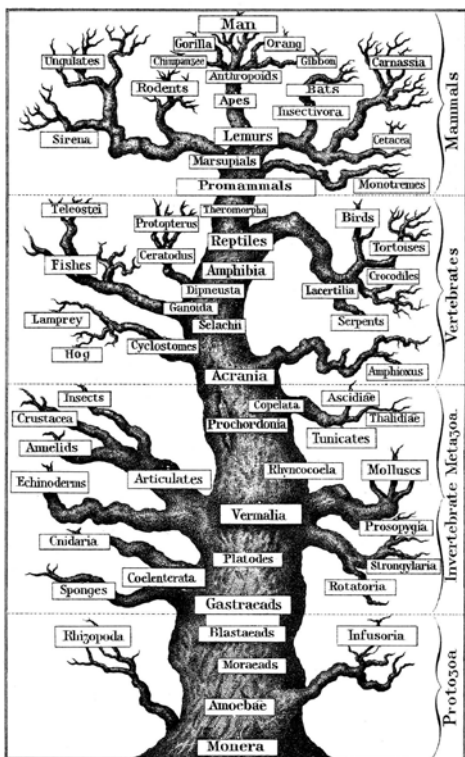 Man
Gorilla
Orang
Chimpanzee
Gibbon
Anthropoids
Ungulates
Carnassia
Rodents
Bats
Apes
Insectivora
Sirena
Lemurs
Cetacea
Marsupials
Promammals
Monotremes
Mammals
Teleostei
Theromorpha
Protopterus
Birds
Reptiles
Tortoises
Ceratodus
Fishes
Amphibia
Crocodiles
Dipneusta
Lacertilia
Ganoida
Lamprey
Selachii
Serpents
Cyclostomes
Hog
Acrania
Amphioxus
Vertebrates
Insects
Ascidiae
Copelata
Crustacea
Thalidiae
Prochordonia
Tunicates
Annelids
Rhyncocoela
Molluscs
Echinoderms
Articulates
Vermalia
Prosopygia
Cnidaria
Platodes
Strongylaria
Coelenterata
Rotatoria
Sponges
Gastraeads
Invertebrate Metazoa
Blastaeads
Rhizopoda
Infusoria
Moraeads
Amoebae
Monera
Protozoa